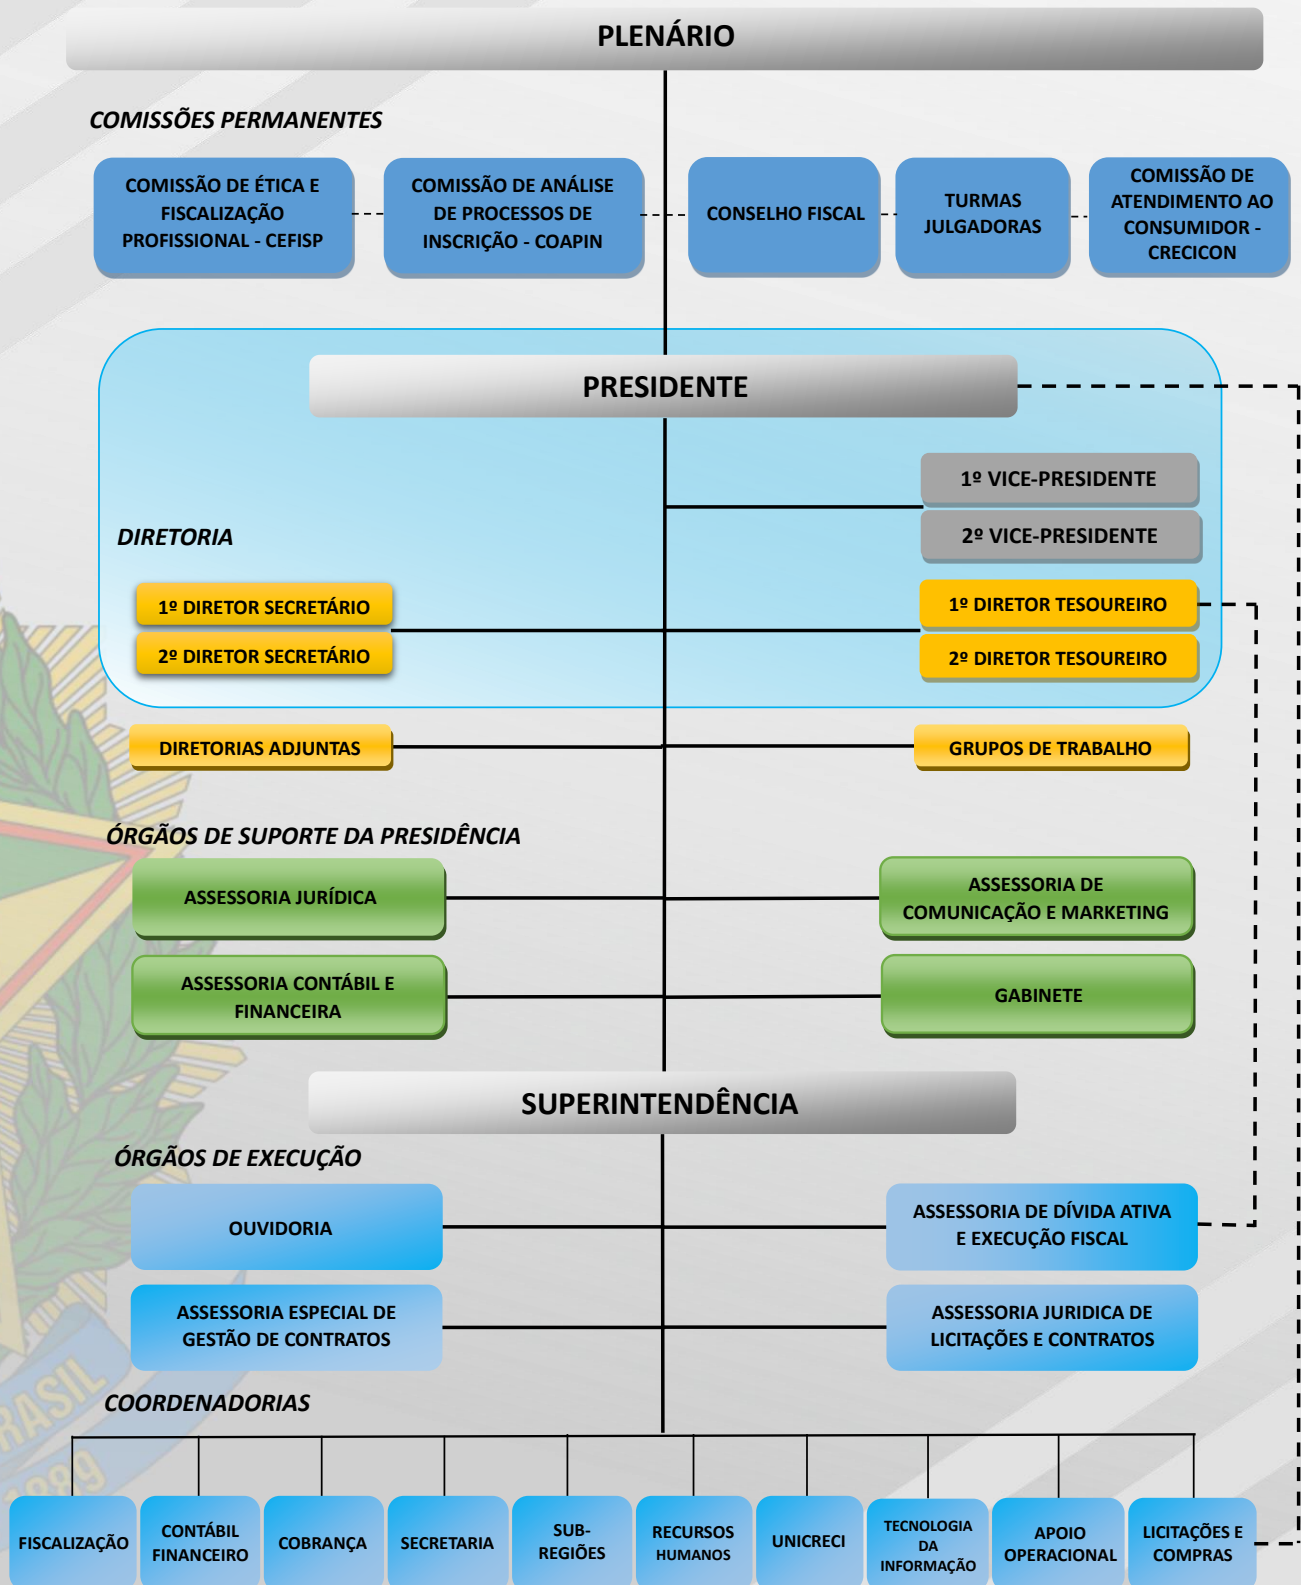 PLENÁRIO
COMISSÕES PERMANENTES
COMISSÃO DE ÉTICA E
FISCALIZAÇÃO
PROFISSIONAL - CEFISP
COMISSÃO DE ANÁLISE
DE PROCESSOS DE
INSCRIÇÃO - COAPIN
CONSELHO FISCAL
TURMAS
JULGADORAS
COMISSÃO DE
ATENDIMENTO AO
CONSUMIDOR -
CRECICON
PRESIDENTE
1º VICE-PRESIDENTE
2º VICE-PRESIDENTE
DIRETORIA
1º DIRETOR SECRETÁRIO
2º DIRETOR SECRETÁRIO
1º DIRETOR TESOUREIRO
2º DIRETOR TESOUREIRO
DIRETORIAS ADJUNTAS
GRUPOS DE TRABALHO
ÓRGÃOS DE SUPORTE DA PRESIDÊNCIA
ASSESSORIA JURÍDICA
ASSESSORIA DE
COMUNICAÇÃO E MARKETING
ASSESSORIA CONTÁBIL E
FINANCEIRA
GABINETE
SUPERINTENDÊNCIA
ÓRGÃOS DE EXECUÇÃO
OUVIDORIA
ASSESSORIA DE DÍVIDA ATIVA
E EXECUÇÃO FISCAL
ASSESSORIA ESPECIAL DE
GESTÃO DE CONTRATOS
ASSESSORIA JURIDICA DE
LICITAÇÕES E CONTRATOS
COORDENADORIAS
FISCALIZAÇÃO
CONTÁBIL
FINANCEIRO
COBRANÇA
SECRETARIA
SUB-
REGIÕES
RECURSOS
HUMANOS
UNICRECI
TECNOLOGIA
DA
INFORMAÇÃO
APOIO
OPERACIONAL
LICITAÇÕES E
COMPRAS
BRASIL
1889